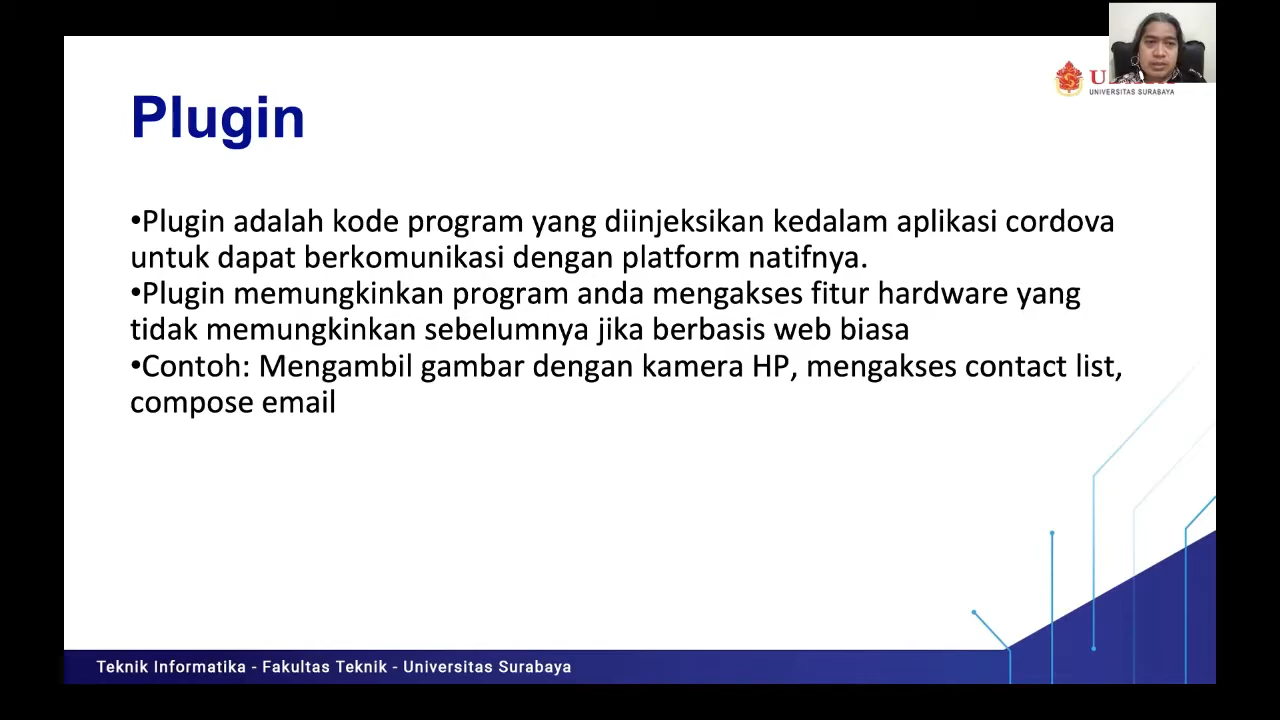 UNIVERSITAS SURABAYA
Plugin
•Plugin adalah kode program yang diinjeksikan kedalam aplikasi cordova
untuk dapat berkomunikasi dengan platform natifnya.
•Plugin memungkinkan program anda mengakses fitur hardware yang
tidak memungkinkan sebelumnya jika berbasis web biasa
•Contoh: Mengambil gambar dengan kamera HP, mengakses contact list,
compose email
Teknik Informatika - Fakultas Teknik - Universitas Surabaya